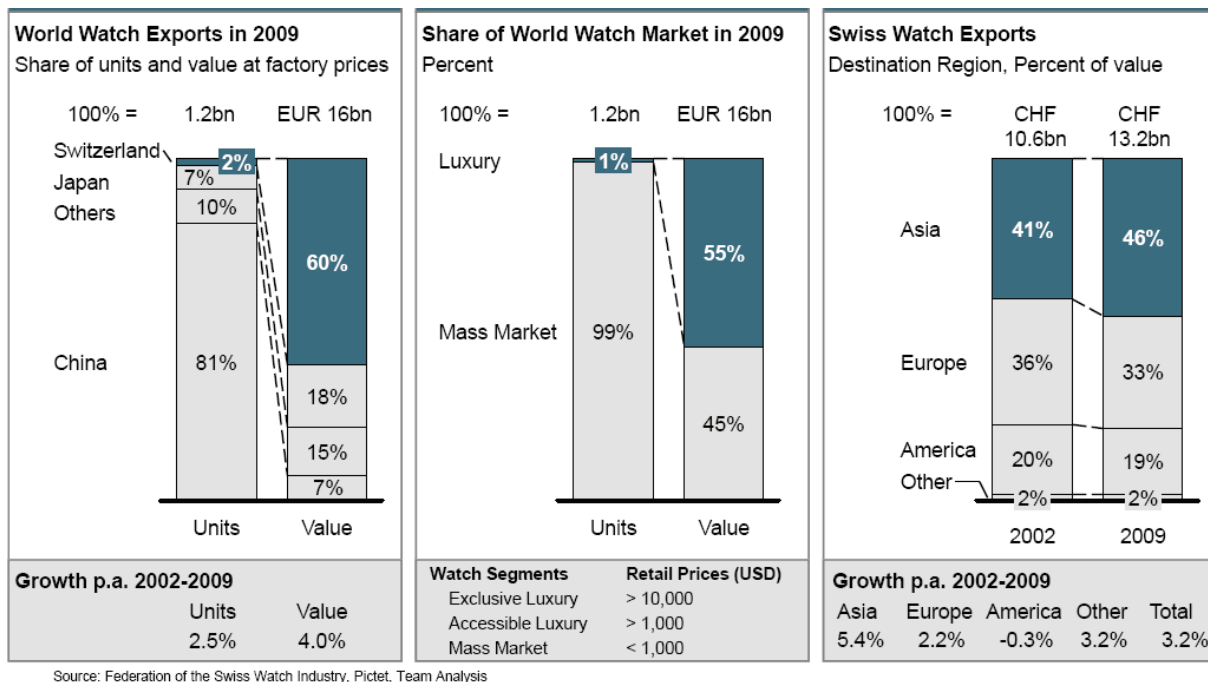 World Watch Exports in 2009
Share of units and value at factory prices
100% = 1.2bn EUR 16bn
Switzerland 2%
Japan 7%
Others 10%
60%
China 81%
18%
15%
7%
Units Value
Growth p.a. 2002-2009
Units Value
2.5% 4.0%
Share of World Watch Market in 2009
Percent
100% = 1.2bn EUR 16bn
Luxury 1%
55%
Mass Market 99%
45%
Units Value
Watch Segments Retail Prices (USD)
Exclusive Luxury > 10,000
Accessible Luxury > 1,000
Mass Market < 1,000
Swiss Watch Exports
Destination Region, Percent of value
100% = CHF CHF
10.6bn 13.2bn
Asia 41% 46%
Europe 36% 33%
America 20% 19%
Other 2% 2%
2002 2009
Growth p.a. 2002-2009
Asia Europe America Other Total
5.4% 2.2% -0.3% 3.2% 3.2%
Source: Federation of the Swiss Watch Industry, Pictet, Team Analysis